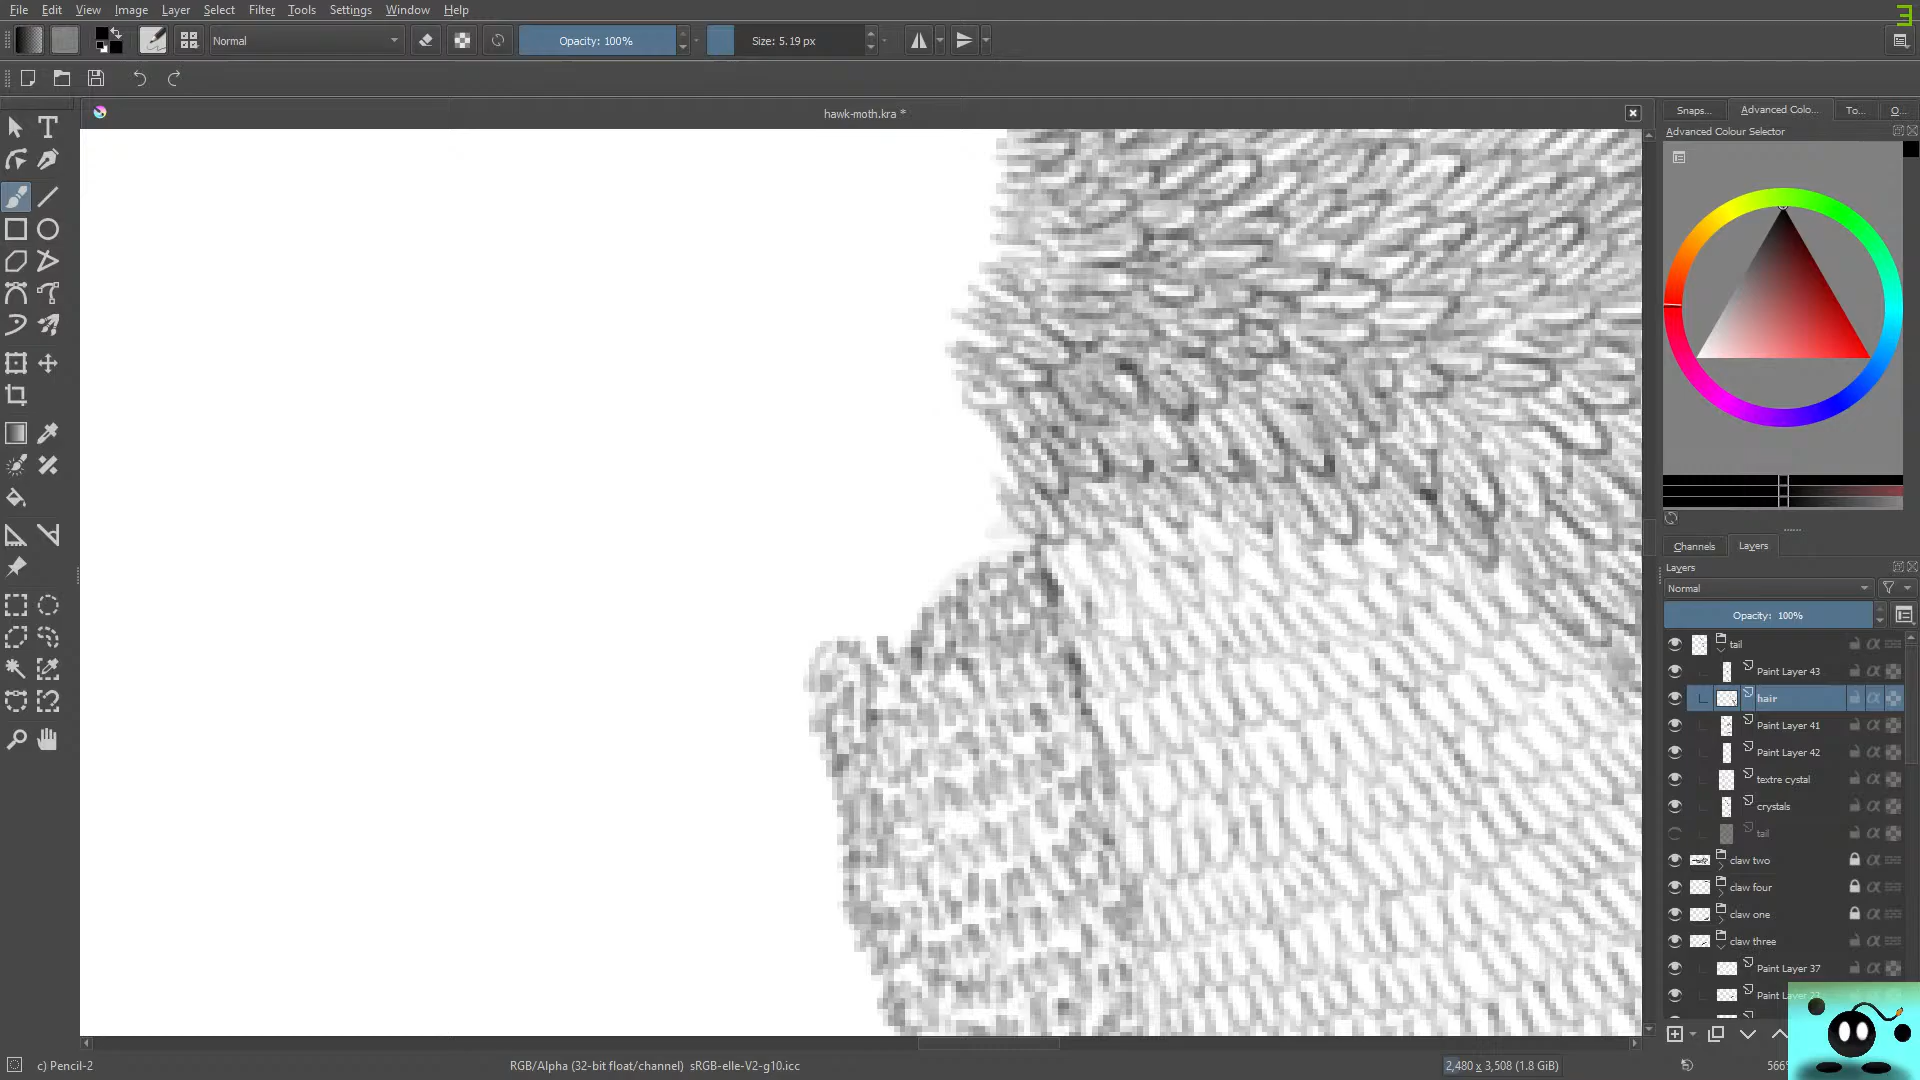 File Edit View Image Layer Select Filter Tools Settings Window Help
3
Normal
Opacity: 100%
Size: 5.19 px
hawk-moth.kra *
Snaps... Advanced Colo... To... O...
Advanced Colour Selector
Channels Layers
Layers
Normal
Opacity: 100%
tail
Paint Layer 43
hair
Paint Layer 41
Paint Layer 42
textre cystal
crystals
tail
claw two
claw four
claw one
claw three
Paint Layer 37
Paint Layer
c) Pencil-2
RGB/Alpha (32-bit float/channel) sRGB-elle-V2-g10.icc
2,480 x 3,508 (1.8 GiB)
566